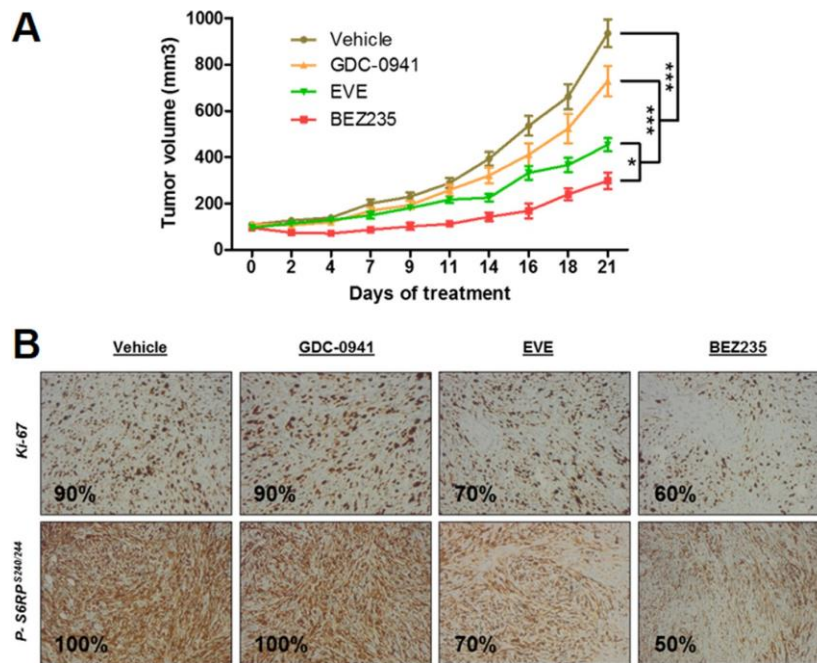 A
1000
800
600
400
200
0
Tumor volume (mm3)
Vehicle
GDC-0941
EVE
BEZ235
***
***
*
0 2 4 7 9 11 14 16 18 21
Days of treatment
B
Vehicle GDC-0941 EVE BEZ235
Ki-67
90% 90% 70% 60%
P- S6RP S240/244
100% 100% 70% 50%